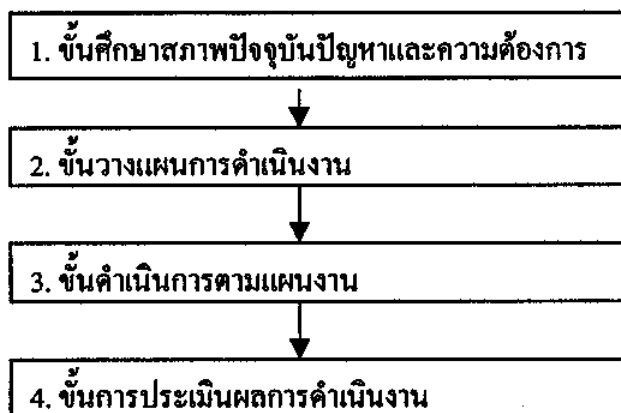 1. ขั้นศึกษาสภาพปัจจุบันปัญหาและความต้องการ
2. ขั้นวางแผนการดำเนินงาน
3. ขั้นดำเนินการตามแผนงาน
4. ขั้นการประเมินผลการดำเนินงาน